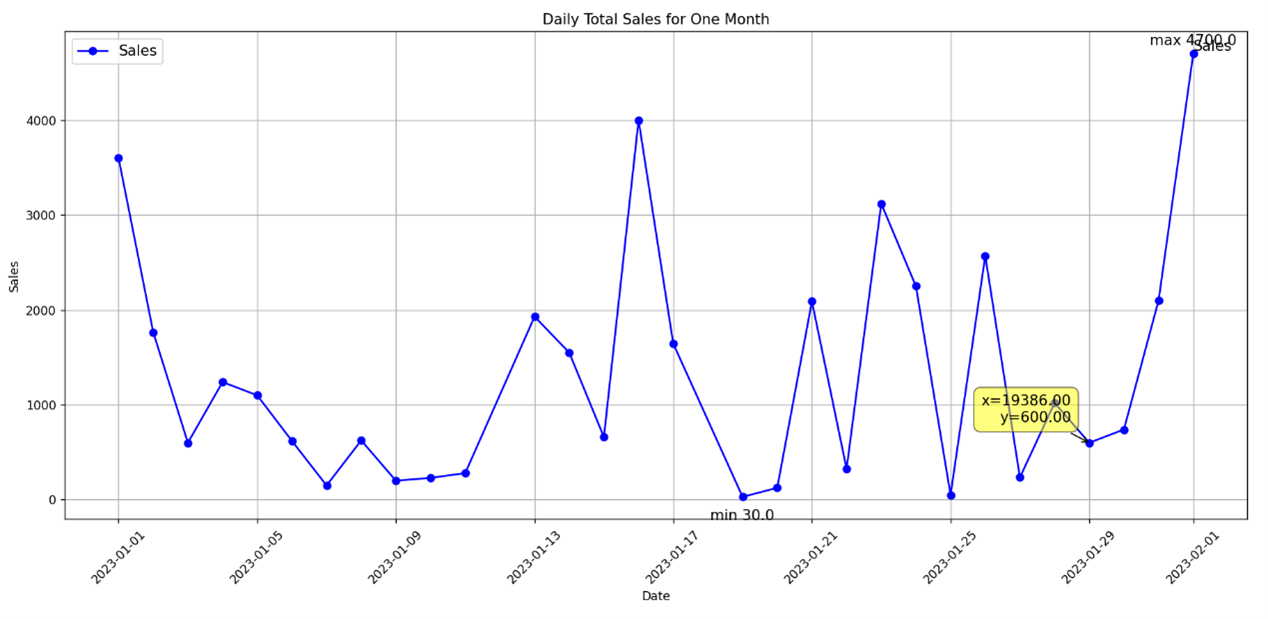 Daily Total Sales for One Month
Sales
max 4700.0
Sales
4000
3000
2000
1000
0
Sales
x=19386.00
y=600.00
min 30.0
2023-01-01
2023-01-05
2023-01-09
2023-01-13
2023-01-17
2023-01-21
2023-01-25
2023-01-29
2023-02-01
Date